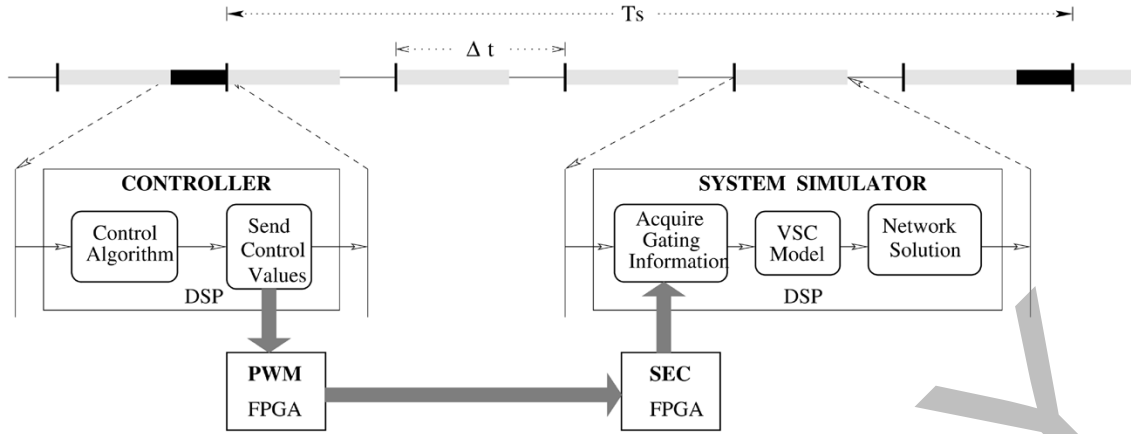 Ts
Δ t
CONTROLLER
Control
Algorithm
Send
Control
Values
DSP
SYSTEM SIMULATOR
Acquire
Gating
Information
VSC
Model
Network
Solution
DSP
PWM
FPGA
SEC
FPGA